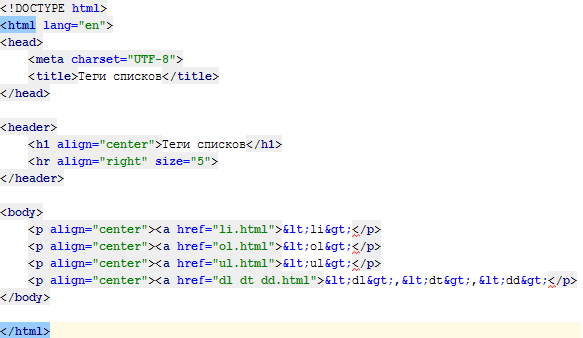 <!DOCTYPE html>
<html lang="en">
<head>
    <meta charset="UTF-8">
    <title>Теги списков</title>
</head>

<header>
    <h1 align="center">Теги списков</h1>
    <hr align="right" size="5">
</header>

<body>
    <p align="center"><a href="li.html">&lt;li&gt;</p>
    <p align="center"><a href="ol.html">&lt;ol&gt;</p>
    <p align="center"><a href="ul.html">&lt;ul&gt;</p>
    <p align="center"><a href="dl dt dd.html">&lt;dl&gt;,&lt;dt&gt;,&lt;dd&gt;</p>
</body>

</html>